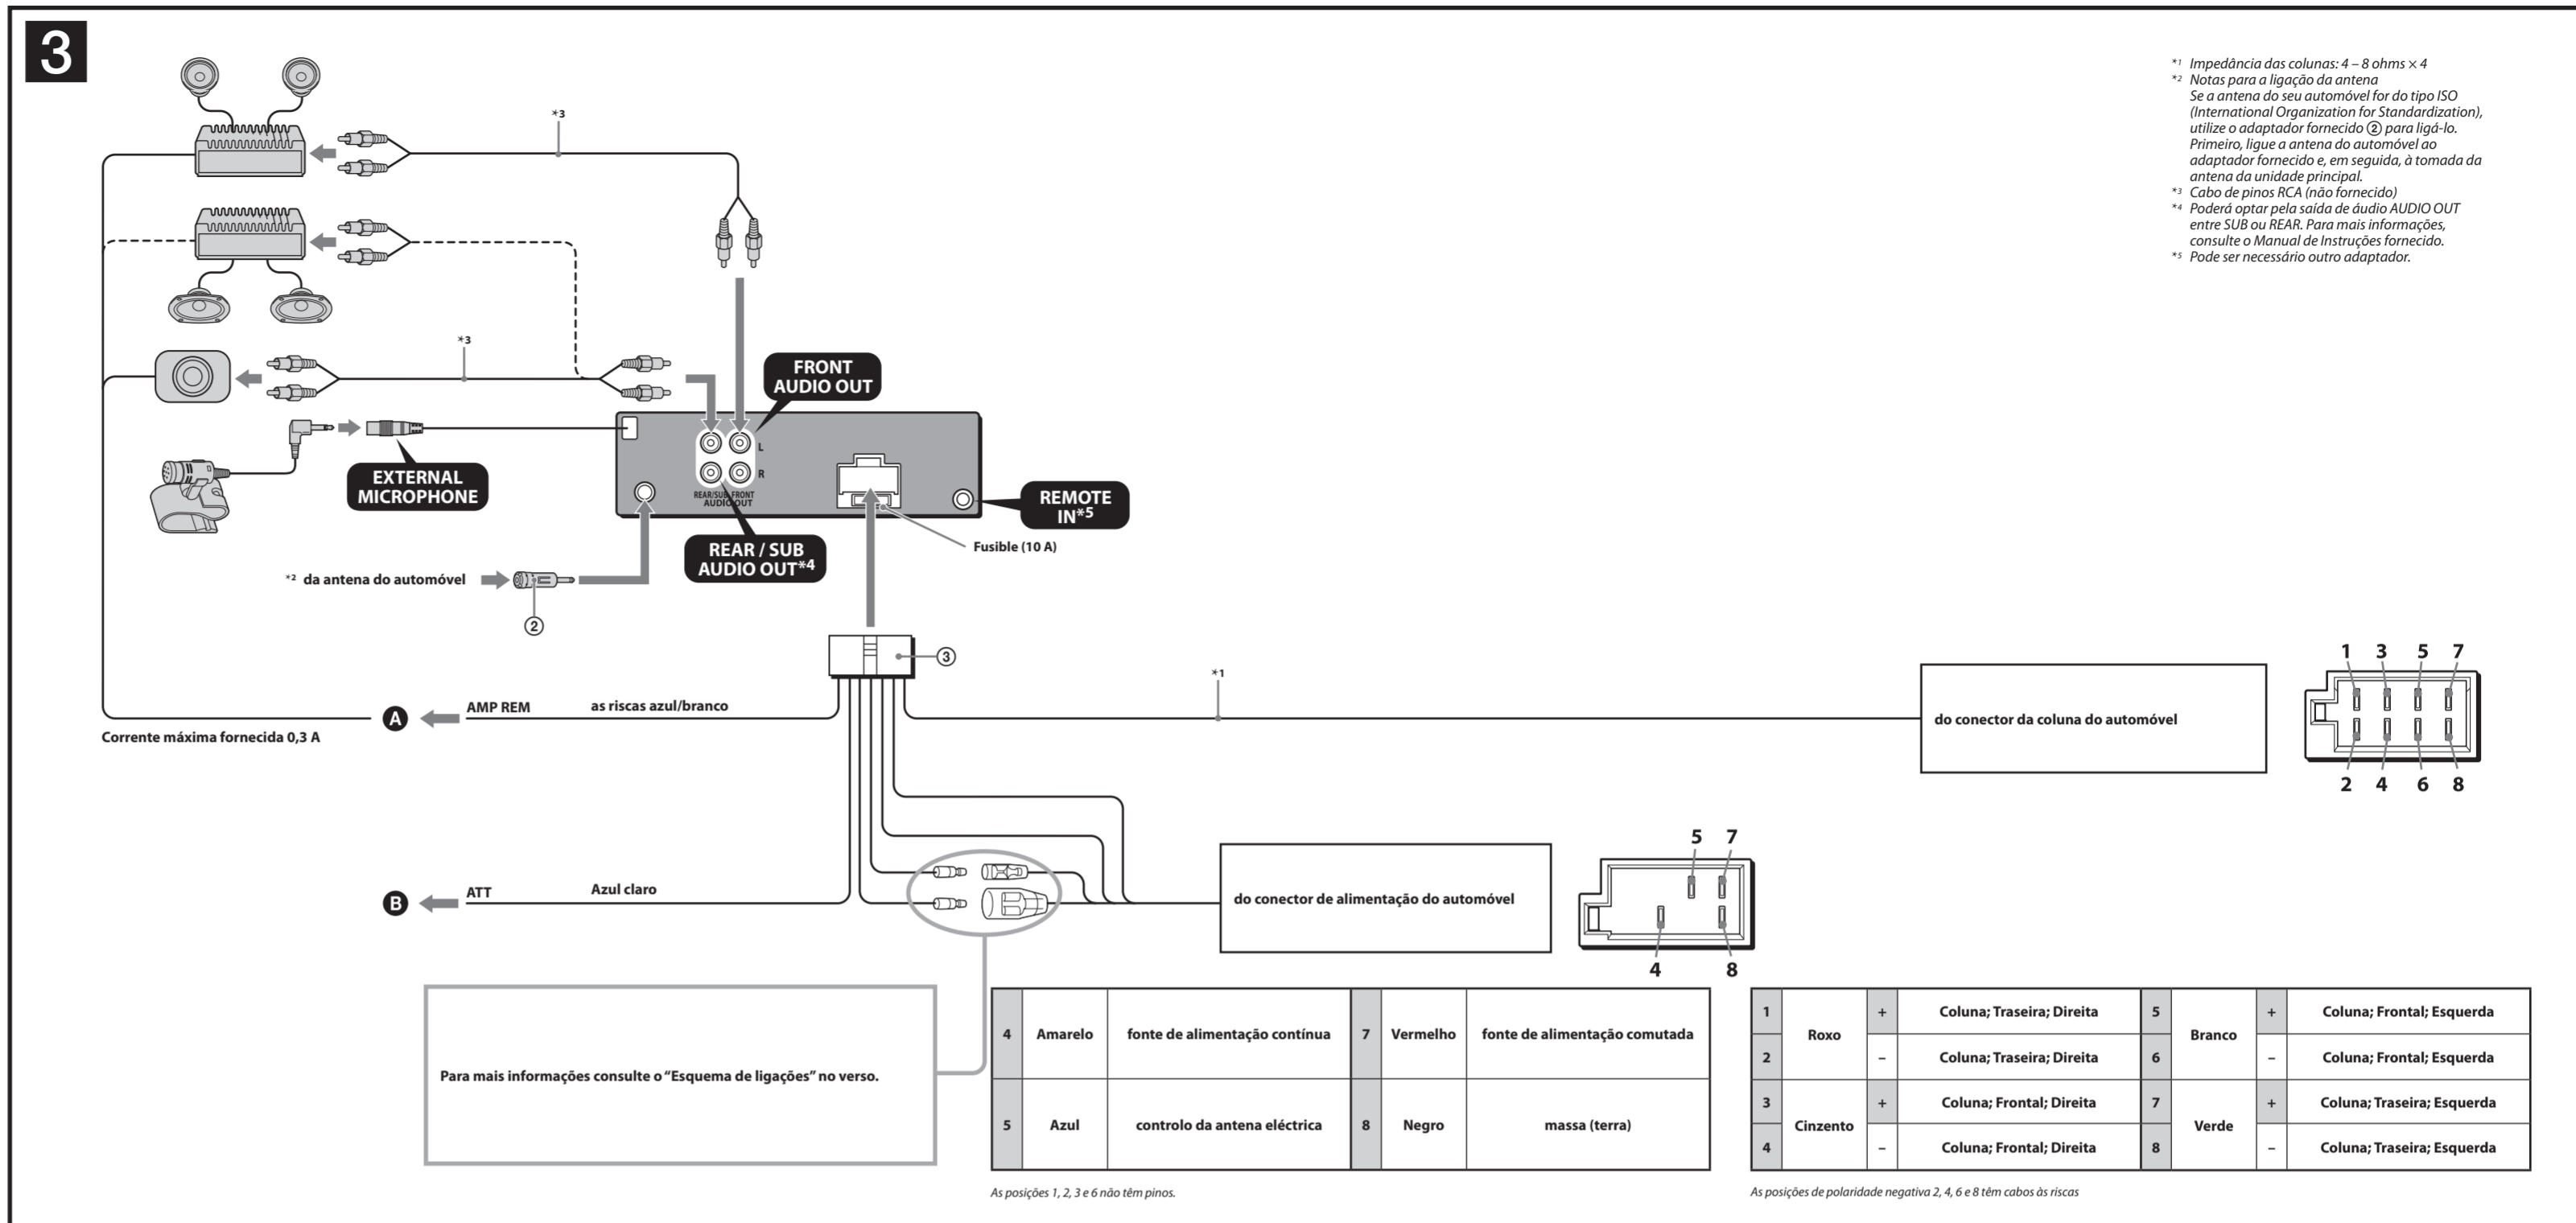 3
*1 Impedância das colunas: 4 – 8 ohms × 4
*2 Notas para a ligação da antena
Se a antena do seu automóvel for do tipo ISO
(International Organization for Standardization),
utilize o adaptador fornecido ② para ligá-lo.
Primeiro, ligue a antena do automóvel ao
adaptador fornecido e, em seguida, à tomada da
antena da unidade principal.
*3 Cabo de pinos RCA (não fornecido)
*4 Poderá optar pela saída de áudio AUDIO OUT
entre SUB ou REAR. Para mais informações,
consulte o Manual de Instruções fornecido.
*5 Pode ser necessário outro adaptador.
*3
*3
FRONT
AUDIO OUT
L
R
REAR/SUB FRONT
AUDIO OUT
EXTERNAL
MICROPHONE
REMOTE
IN*5
Fusible (10 A)
REAR / SUB
AUDIO OUT*4
*2 da antena do automóvel
②
③
*1
A
AMP REM as riscas azul/branco
Corrente máxima fornecida 0,3 A
do conector da coluna do automóvel
1 3 5 7
2 4 6 8
B
ATT Azul claro
do conector de alimentação do automóvel
5 7
4 8
Para mais informações consulte o “Esquema de ligações” no verso.
4 Amarelo fonte de alimentação contínua 7 Vermelho fonte de alimentação comutada
5 Azul controlo da antena eléctrica 8 Negro massa (terra)
As posições 1, 2, 3 e 6 não têm pinos.
1 Roxo + Coluna; Traseira; Direita 5 Branco + Coluna; Frontal; Esquerda
2 – Coluna; Traseira; Direita 6 – Coluna; Frontal; Esquerda
3 Cinzento + Coluna; Frontal; Direita 7 Verde + Coluna; Traseira; Esquerda
4 – Coluna; Frontal; Direita 8 – Coluna; Traseira; Esquerda
As posições de polaridade negativa 2, 4, 6 e 8 têm cabos às riscas